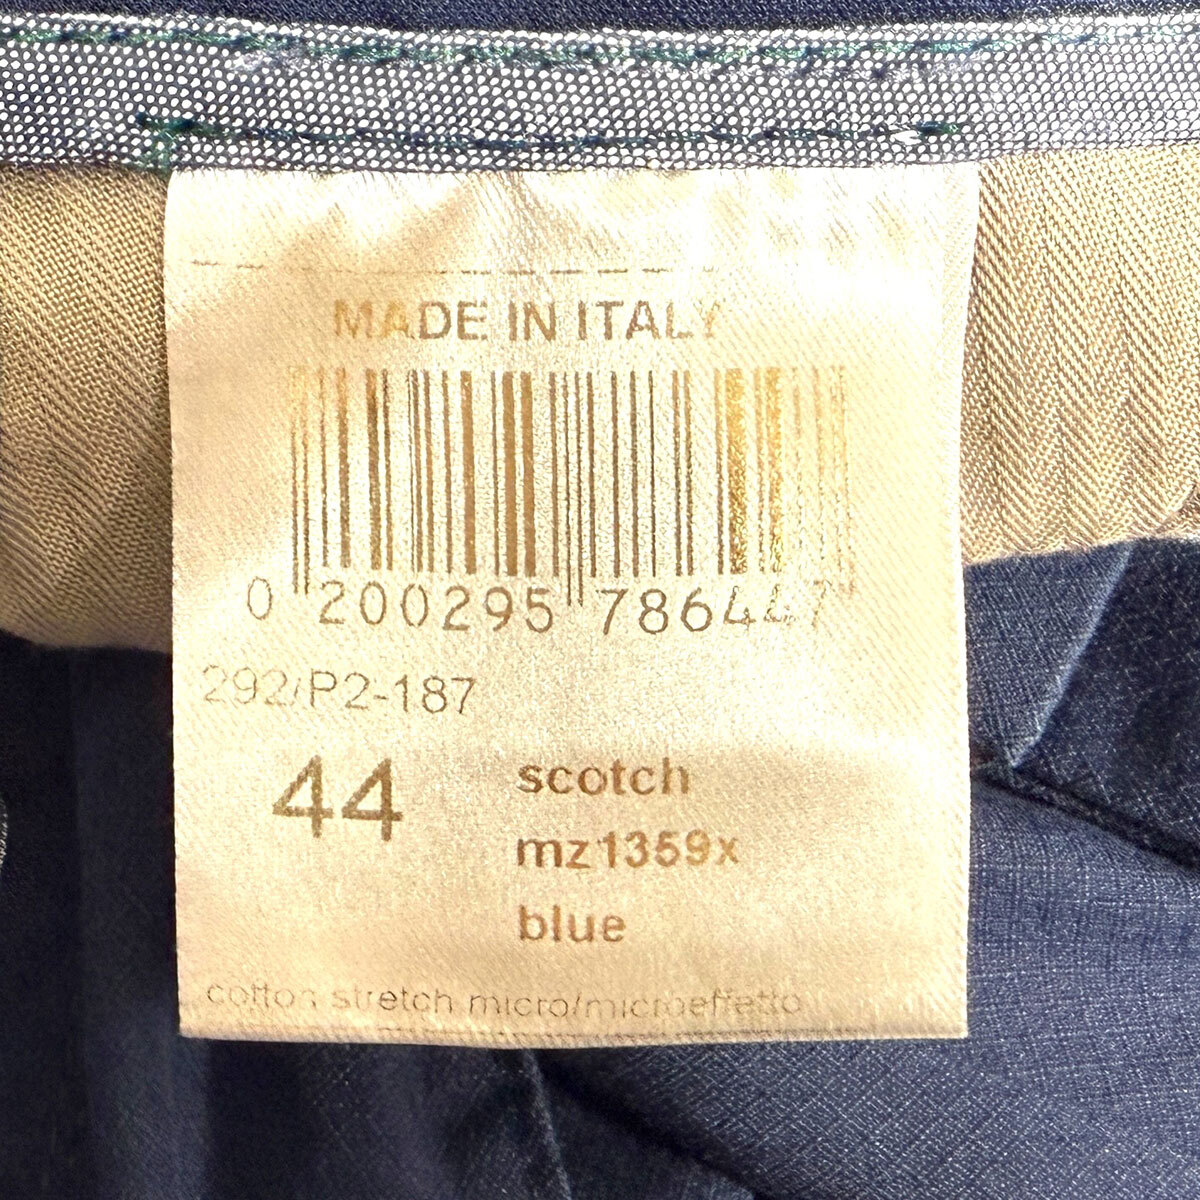 MADE IN ITALY
0 200295 786447
292/P2-187
44 scotch
mz1359x
blue
cotton stretch micro/microeffetto